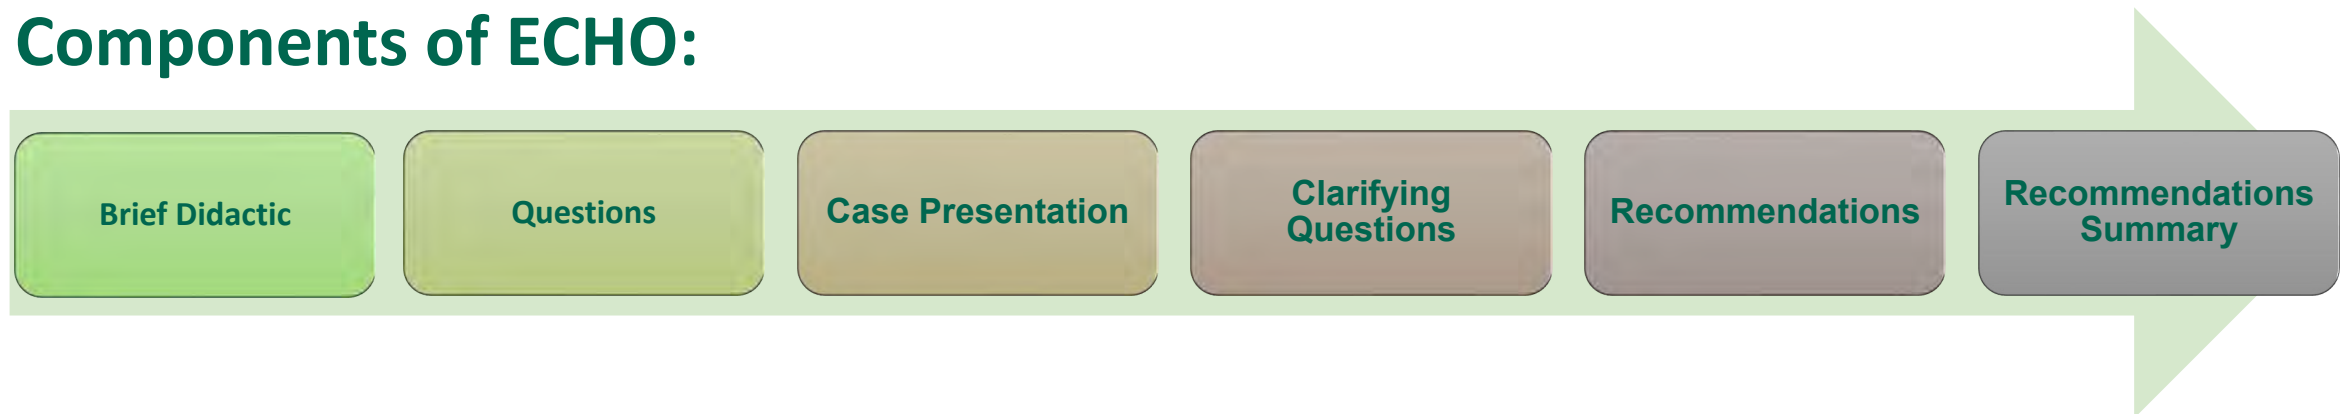 Components of ECHO:
Brief Didactic
Questions
Case Presentation
Clarifying
Questions
Recommendations
Recommendations
Summary